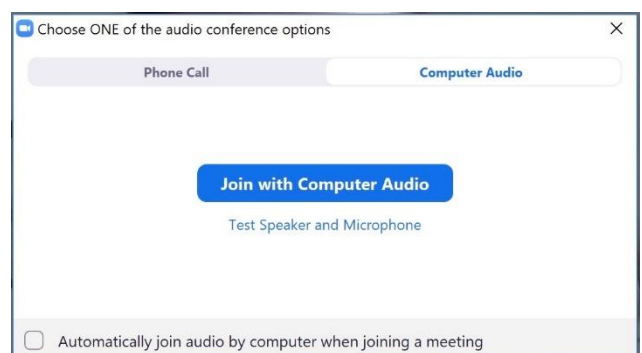 Choose ONE of the audio conference options
Phone Call
Computer Audio
Join with Computer Audio
Test Speaker and Microphone
Automatically join audio by computer when joining a meeting